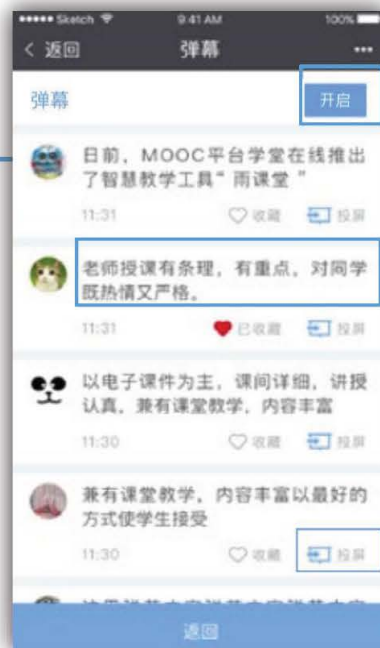 Sketch 9:41 AM 100%
返回 弹幕
弹幕 开启
日前，MOOC平台学堂在线推出
了智慧教学工具“雨课堂”
11:31 收藏 投屏
老师授课有条理，有重点，对同学
既热情又严格。
11:31 已收藏 投屏
以电子课件为主，课间详细，讲授
认真，兼有课堂教学，内容丰富
11:30 收藏 投屏
兼有课堂教学，内容丰富以最好的
方式使学生接受
11:30 收藏 投屏
返回